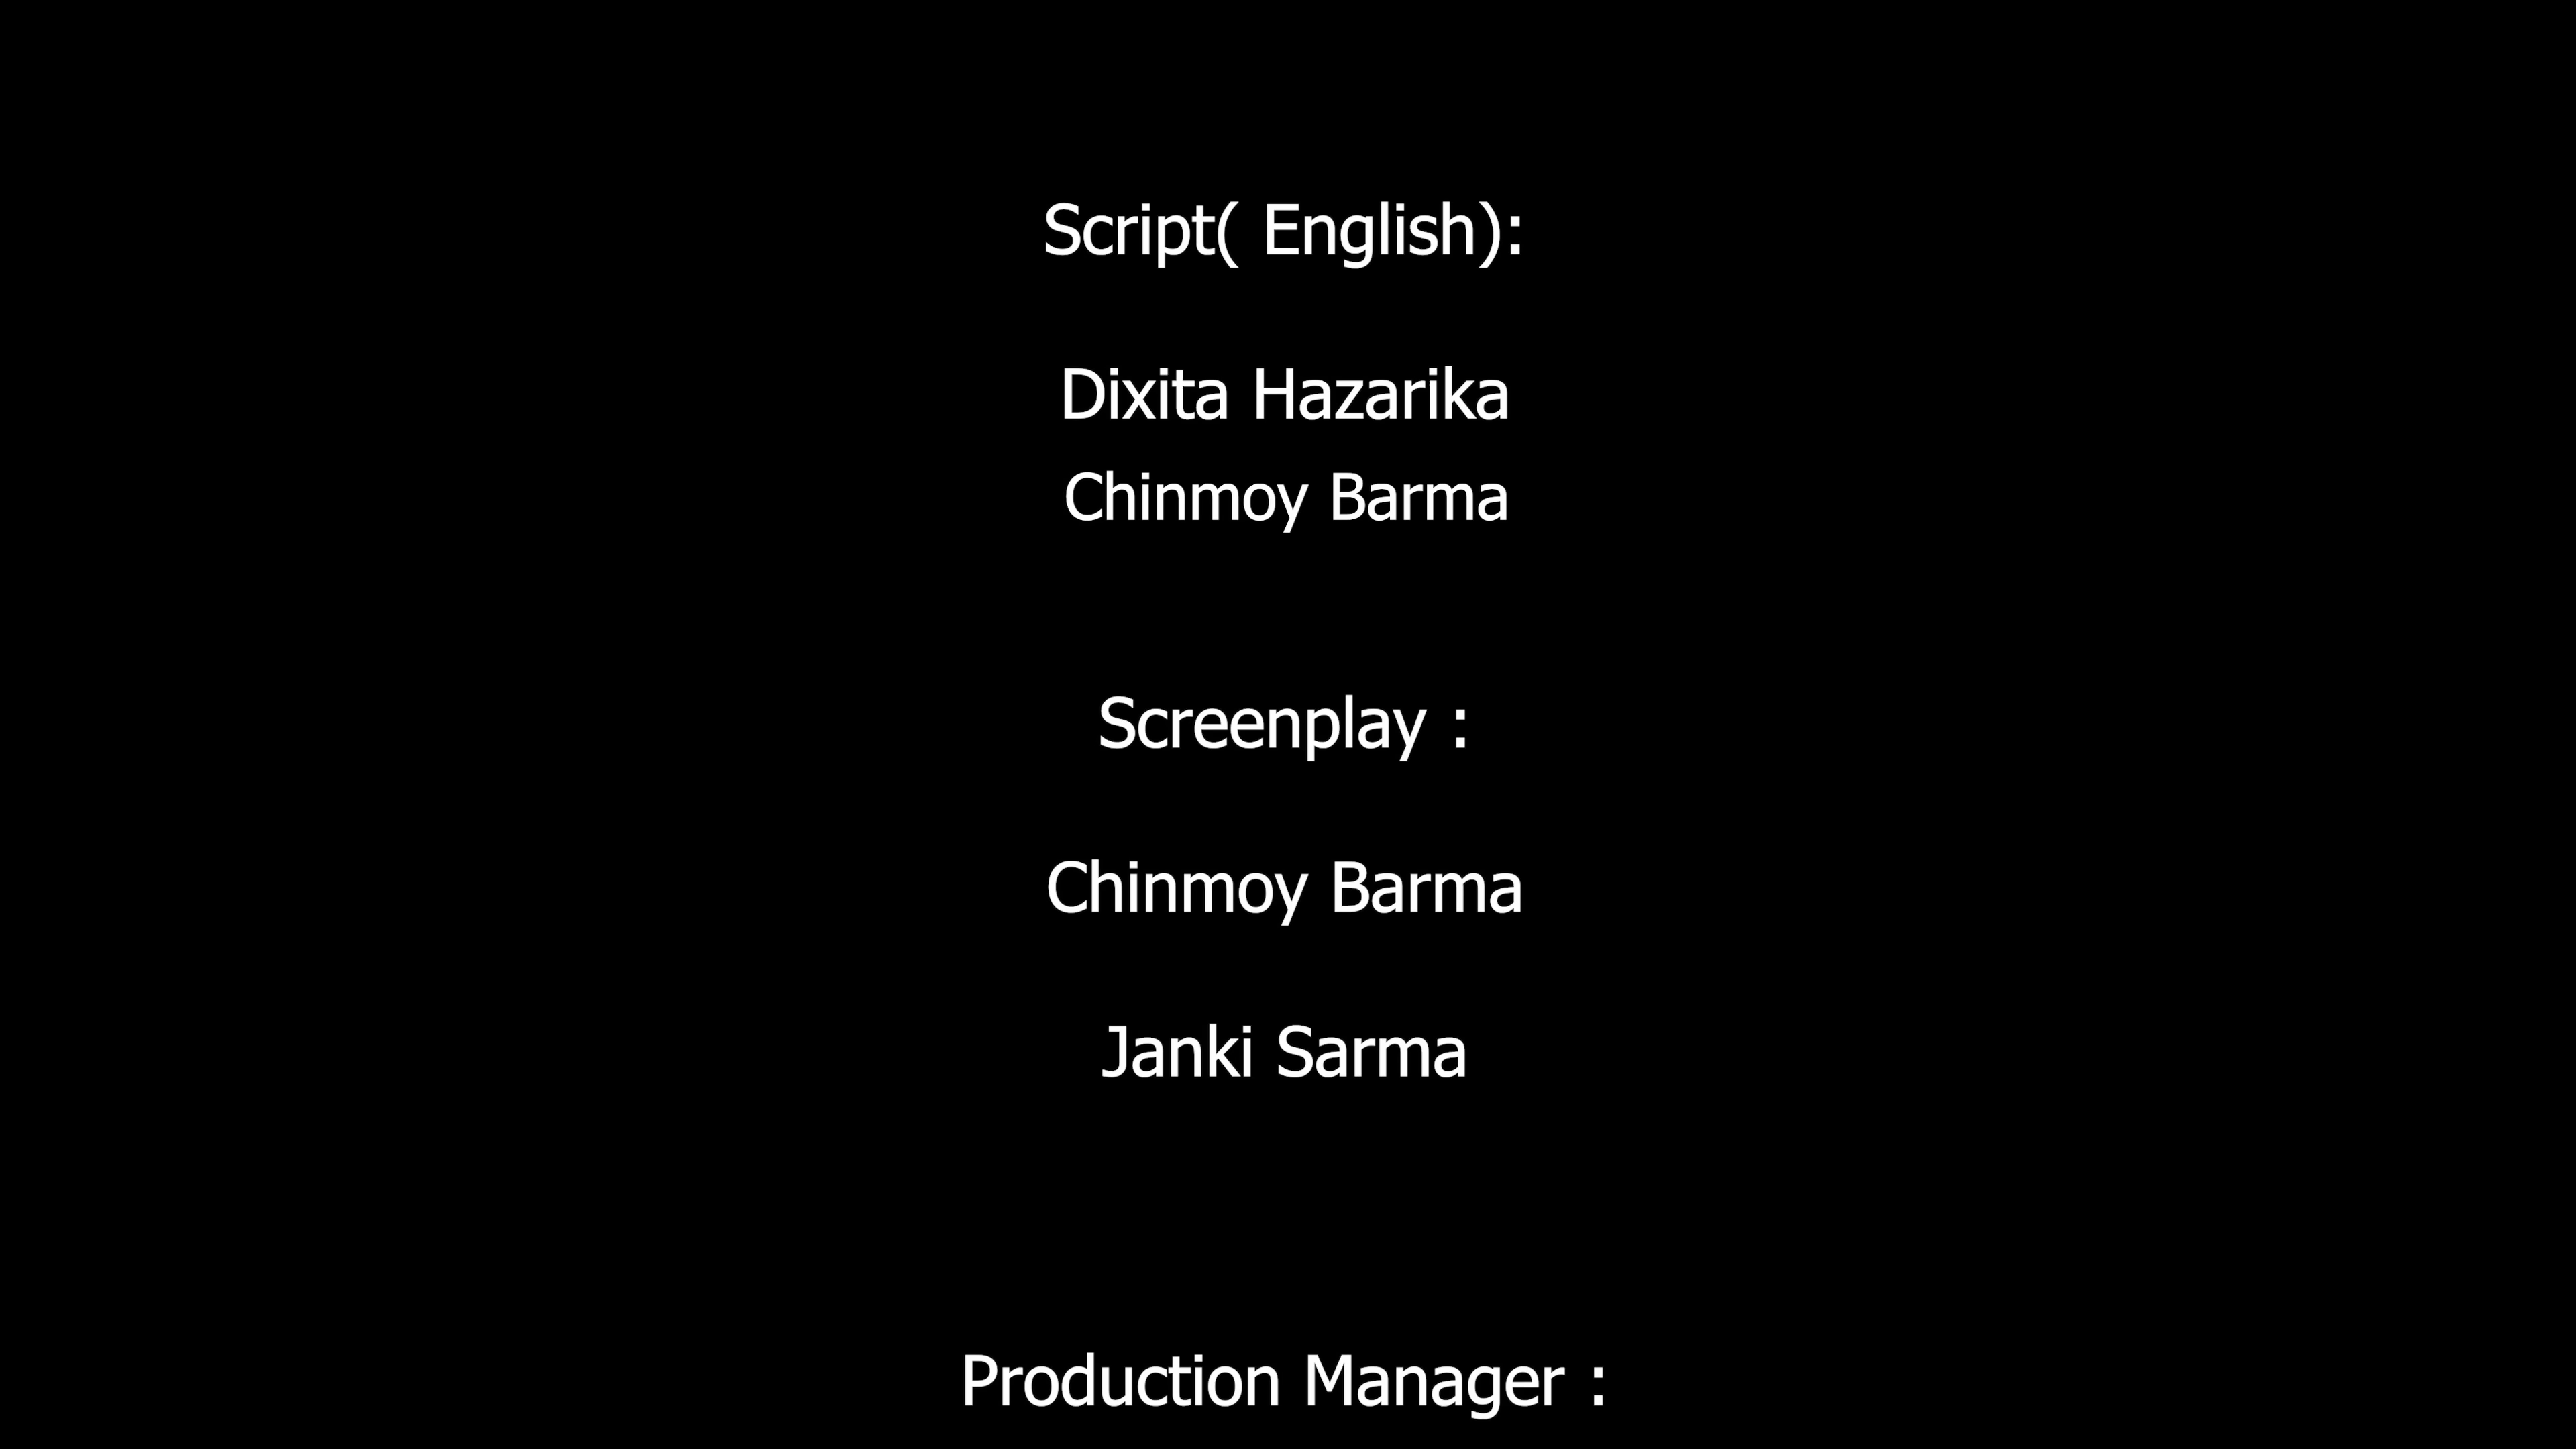 Script( English):
Dixita Hazarika
Chinmoy Barma
Screenplay :
Chinmoy Barma
Janki Sarma
Production Manager :